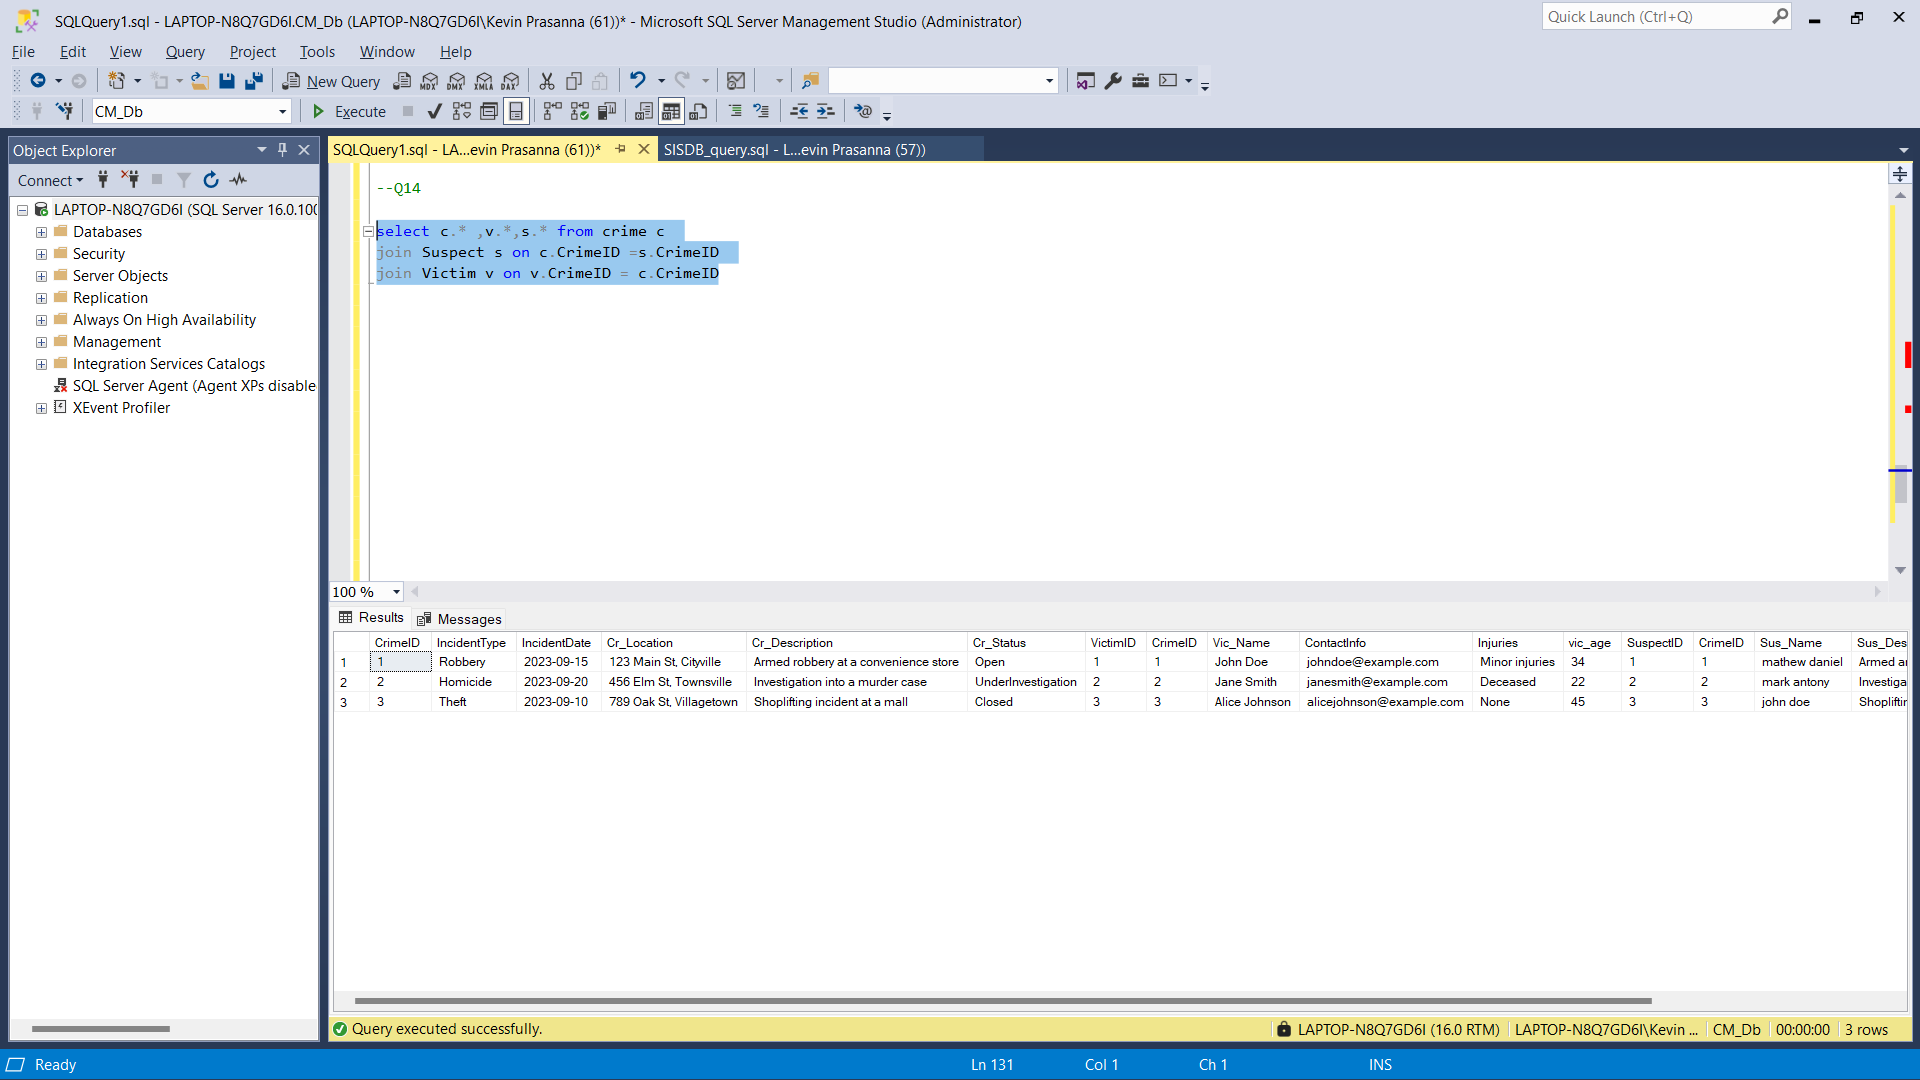 SQLQuery1.sql - LAPTOP-N8Q7GD6I.CM_Db (LAPTOP-N8Q7GD6I\Kevin Prasanna (61))* - Microsoft SQL Server Management Studio (Administrator)
Quick Launch (Ctrl+Q)
File Edit View Query Project Tools Window Help
New Query MDX DMX XMLA DAX
CM_Db Execute
Object Explorer
SQLQuery1.sql - LA...evin Prasanna (61))* SISDB_query.sql - L...evin Prasanna (57))
Connect
LAPTOP-N8Q7GD6I (SQL Server 16.0.100
Databases
Security
Server Objects
Replication
Always On High Availability
Management
Integration Services Catalogs
SQL Server Agent (Agent XPs disable
XEvent Profiler
--Q14
select c.* ,v.*,s.* from crime c
join Suspect s on c.CrimeID =s.CrimeID
join Victim v on v.CrimeID = c.CrimeID
100 %
Results Messages
CrimeID IncidentType IncidentDate Cr_Location Cr_Description Cr_Status VictimID CrimeID Vic_Name ContactInfo Injuries vic_age SuspectID CrimeID Sus_Name Sus_Des
1 1 Robbery 2023-09-15 123 Main St, Cityville Armed robbery at a convenience store Open 1 1 John Doe johndoe@example.com Minor injuries 34 1 1 mathew daniel Armed a
2 2 Homicide 2023-09-20 456 Elm St, Townsville Investigation into a murder case UnderInvestigation 2 2 Jane Smith janesmith@example.com Deceased 22 2 2 mark antony Investiga
3 3 Theft 2023-09-10 789 Oak St, Villagetown Shoplifting incident at a mall Closed 3 3 Alice Johnson alicejohnson@example.com None 45 3 3 john doe Shopliftin
Query executed successfully. LAPTOP-N8Q7GD6I (16.0 RTM) LAPTOP-N8Q7GD6I\Kevin ... CM_Db 00:00:00 3 rows
Ready Ln 131 Col 1 Ch 1 INS